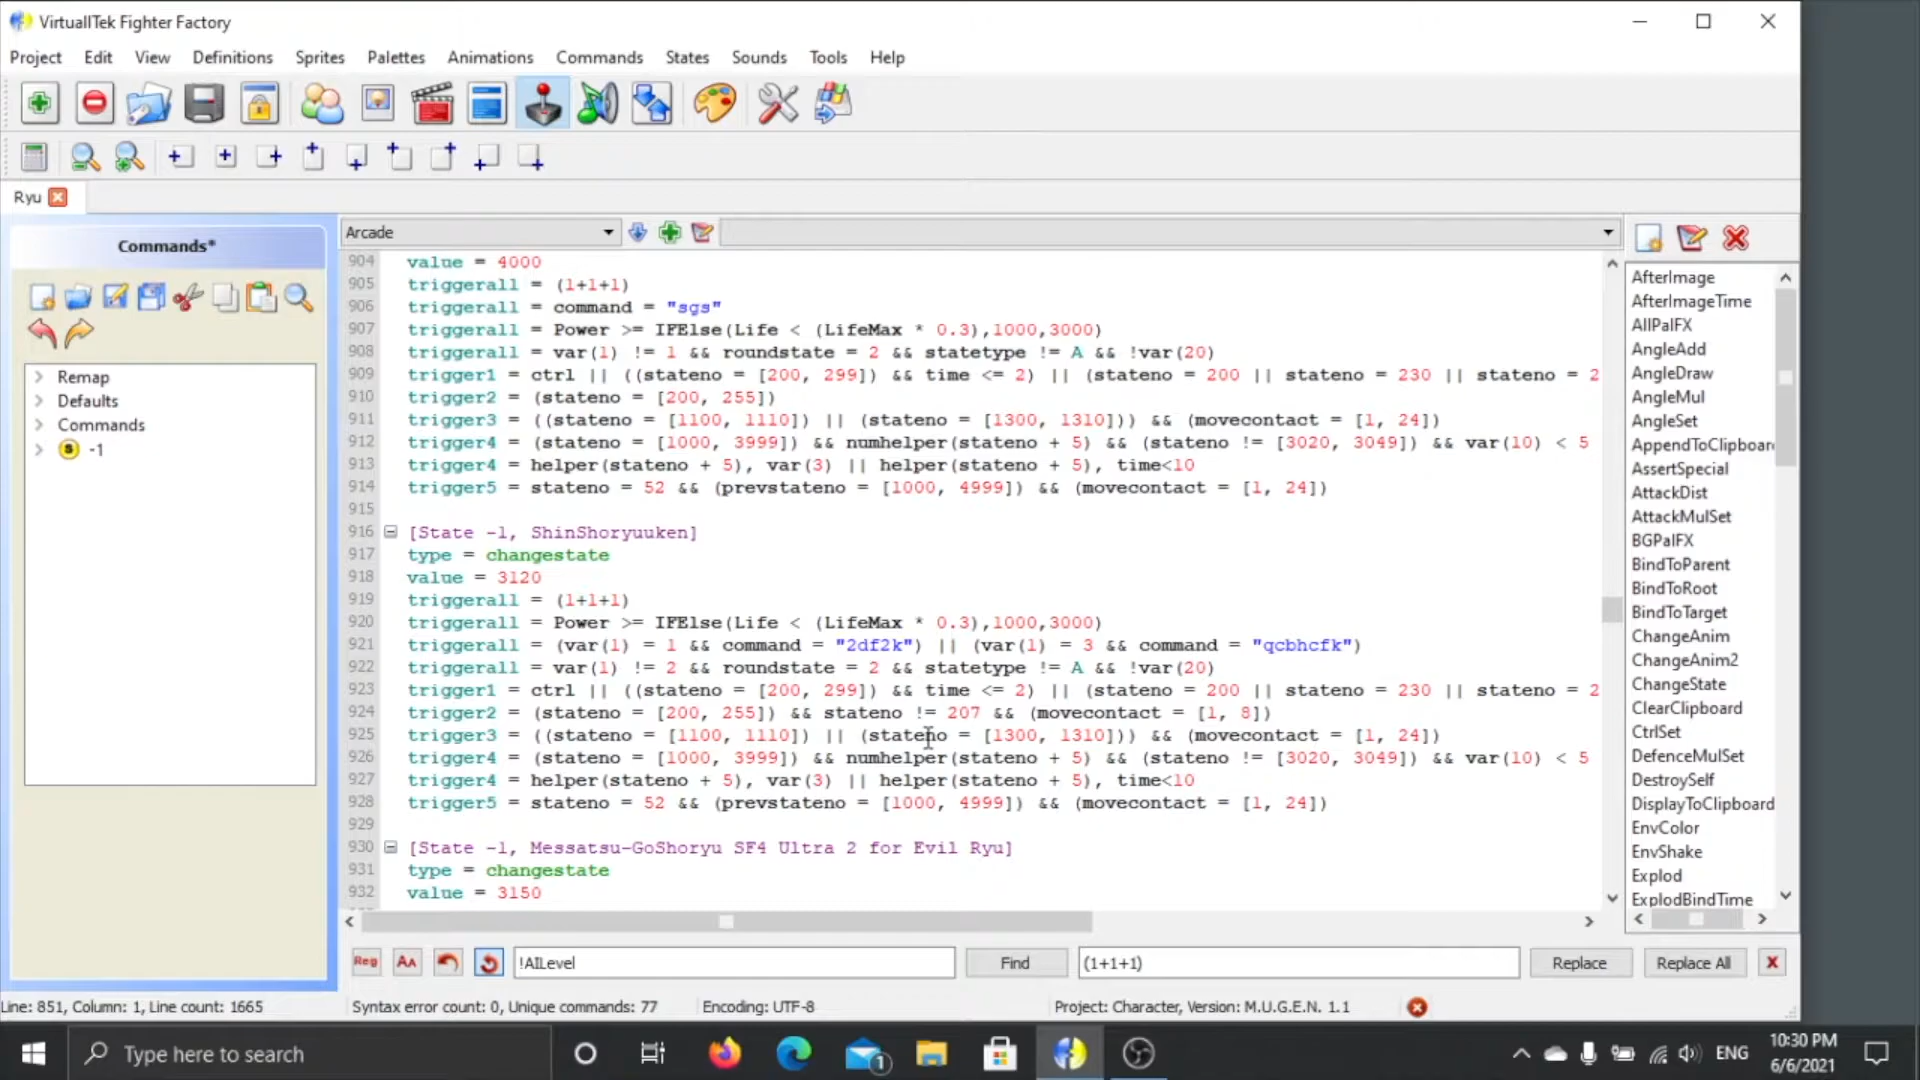 VirtuallTek Fighter Factory
Project Edit View Definitions Sprites Palettes Animations Commands States Sounds Tools Help
Ryu
Commands*
Remap
Defaults
Commands
S -1
Arcade
904 value = 4000
905 triggerall = (1+1+1)
906 triggerall = command = "sgs"
907 triggerall = Power >= IFElse(Life < (LifeMax * 0.3),1000,3000)
908 triggerall = var(1) != 1 && roundstate = 2 && statetype != A && !var(20)
909 trigger1 = ctrl || ((stateno = [200, 299]) && time <= 2) || (stateno = 200 || stateno = 230 || stateno = 2
910 trigger2 = (stateno = [200, 255])
911 trigger3 = ((stateno = [1100, 1110]) || (stateno = [1300, 1310])) && (movecontact = [1, 24])
912 trigger4 = (stateno = [1000, 3999]) && numhelper(stateno + 5) && (stateno != [3020, 3049]) && var(10) < 5
913 trigger4 = helper(stateno + 5), var(3) || helper(stateno + 5), time<10
914 trigger5 = stateno = 52 && (prevstateno = [1000, 4999]) && (movecontact = [1, 24])
915
916 [State -1, ShinShoryuuken]
917 type = changestate
918 value = 3120
919 triggerall = (1+1+1)
920 triggerall = Power >= IFElse(Life < (LifeMax * 0.3),1000,3000)
921 triggerall = (var(1) = 1 && command = "2df2k") || (var(1) = 3 && command = "qcbhcfk")
922 triggerall = var(1) != 2 && roundstate = 2 && statetype != A && !var(20)
923 trigger1 = ctrl || ((stateno = [200, 299]) && time <= 2) || (stateno = 200 || stateno = 230 || stateno = 2
924 trigger2 = (stateno = [200, 255]) && stateno != 207 && (movecontact = [1, 8])
925 trigger3 = ((stateno = [1100, 1110]) || (stateno = [1300, 1310])) && (movecontact = [1, 24])
926 trigger4 = (stateno = [1000, 3999]) && numhelper(stateno + 5) && (stateno != [3020, 3049]) && var(10) < 5
927 trigger4 = helper(stateno + 5), var(3) || helper(stateno + 5), time<10
928 trigger5 = stateno = 52 && (prevstateno = [1000, 4999]) && (movecontact = [1, 24])
929
930 [State -1, Messatsu-GoShoryu SF4 Ultra 2 for Evil Ryu]
931 type = changestate
932 value = 3150
AfterImage
AfterImageTime
AllPalFX
AngleAdd
AngleDraw
AngleMul
AngleSet
AppendToClipboar
AssertSpecial
AttackDist
AttackMulSet
BGPalFX
BindToParent
BindToRoot
BindToTarget
ChangeAnim
ChangeAnim2
ChangeState
ClearClipboard
CtrlSet
DefenceMulSet
DestroySelf
DisplayToClipboard
EnvColor
EnvShake
Explod
ExplodBindTime
Reg AA !AILevel Find (1+1+1) Replace Replace All
Line: 851, Column: 1, Line count: 1665 Syntax error count: 0, Unique commands: 77 Encoding: UTF-8 Project: Character, Version: M.U.G.E.N. 1.1
Type here to search 1 ENG 10:30 PM
6/6/2021